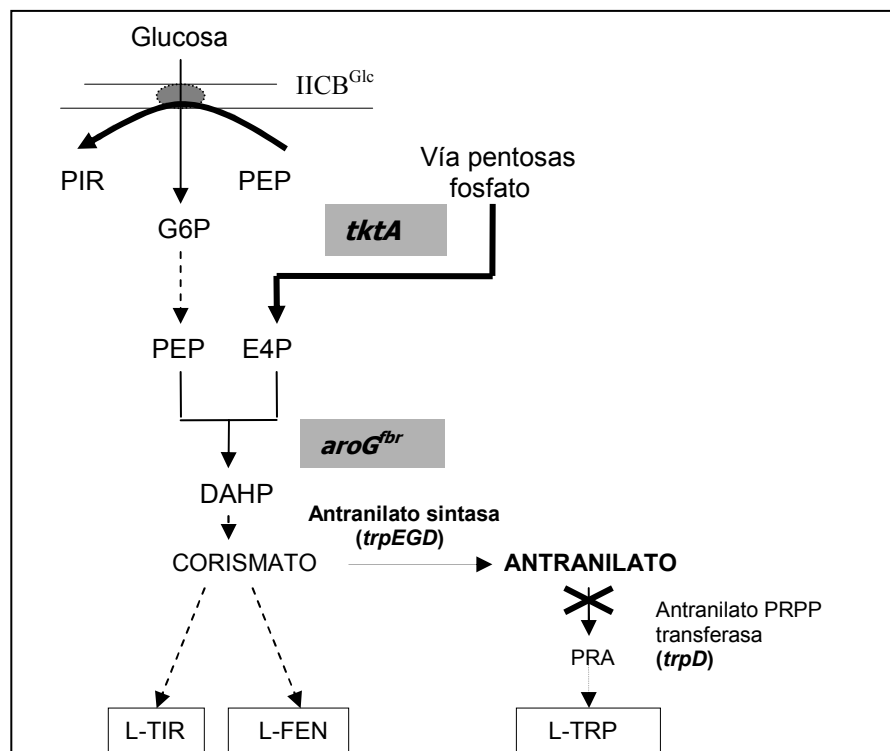 Glucosa
IICB^Glc
PIR
PEP
Vía pentosas
fosfato
G6P
tktA
PEP
E4P
aroG^fbr
DAHP
Antranilato sintasa
(trpEGD)
CORISMATO
ANTRANILATO
Antranilato PRPP
transferasa
(trpD)
PRA
L-TIR
L-FEN
L-TRP